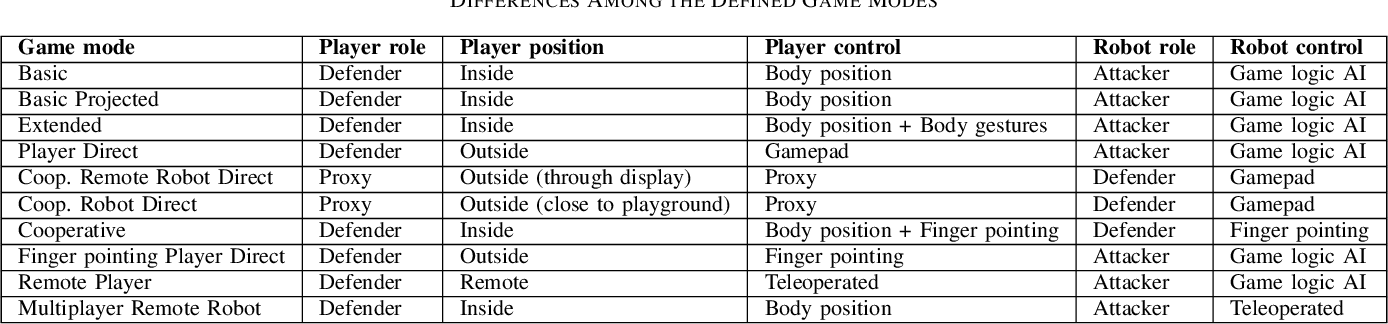 DIFFERENCES AMONG THE DEFINED GAME MODES
Game mode Player role Player position Player control Robot role Robot control
Basic Defender Inside Body position Attacker Game logic AI
Basic Projected Defender Inside Body position Attacker Game logic AI
Extended Defender Inside Body position + Body gestures Attacker Game logic AI
Player Direct Defender Outside Gamepad Attacker Game logic AI
Coop. Remote Robot Direct Proxy Outside (through display) Proxy Defender Gamepad
Coop. Robot Direct Proxy Outside (close to playground) Proxy Defender Gamepad
Cooperative Defender Inside Body position + Finger pointing Defender Finger pointing
Finger pointing Player Direct Defender Outside Finger pointing Attacker Game logic AI
Remote Player Defender Remote Teleoperated Attacker Game logic AI
Multiplayer Remote Robot Defender Inside Body position Attacker Teleoperated